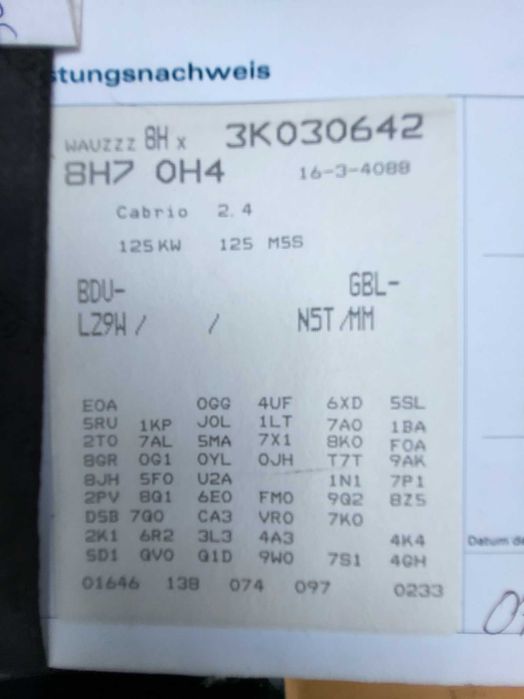 stungsnachweis
WAUZZZ 8H x 3K030642
8H7 0H4 16-3-4088
Cabrio 2.4
125 KW 125 M5S
BDU- GBL-
LZ9W / / N5T /MM
E0A 0GG 4UF 6XD 5SL
5RU 1KP J0L 1LT 7A0 1BA
2T0 7AL 5MA 7X1 8K0 F0A
8GR 0G1 0YL 0JH T7T 9AK
8JH 5F0 U2A 1N1 7P1
2PV 8Q1 6E0 FM0 9Q2 8Z5
D5B 7Q0 CA3 VR0 7K0
2K1 6R2 3L3 4A3 4K4
SD1 QV0 Q1D 9W0 7S1 4GH
01646 138 074 097 0233
Datum de